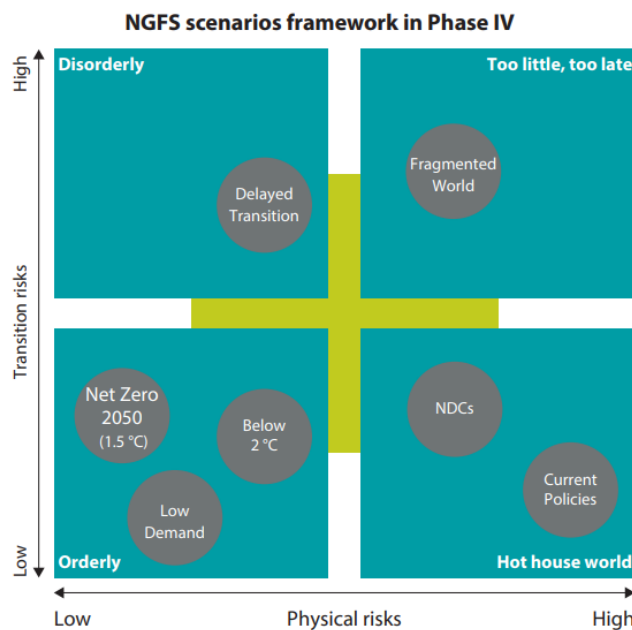 NGFS scenarios framework in Phase IV
High
Disorderly
Too little, too late
Delayed
Transition
Fragmented
World
Transition risks
Net Zero
2050
(1.5 °C)
Below
2 °C
Low
Demand
NDCs
Current
Policies
Low
Orderly
Hot house world
Low
Physical risks
High